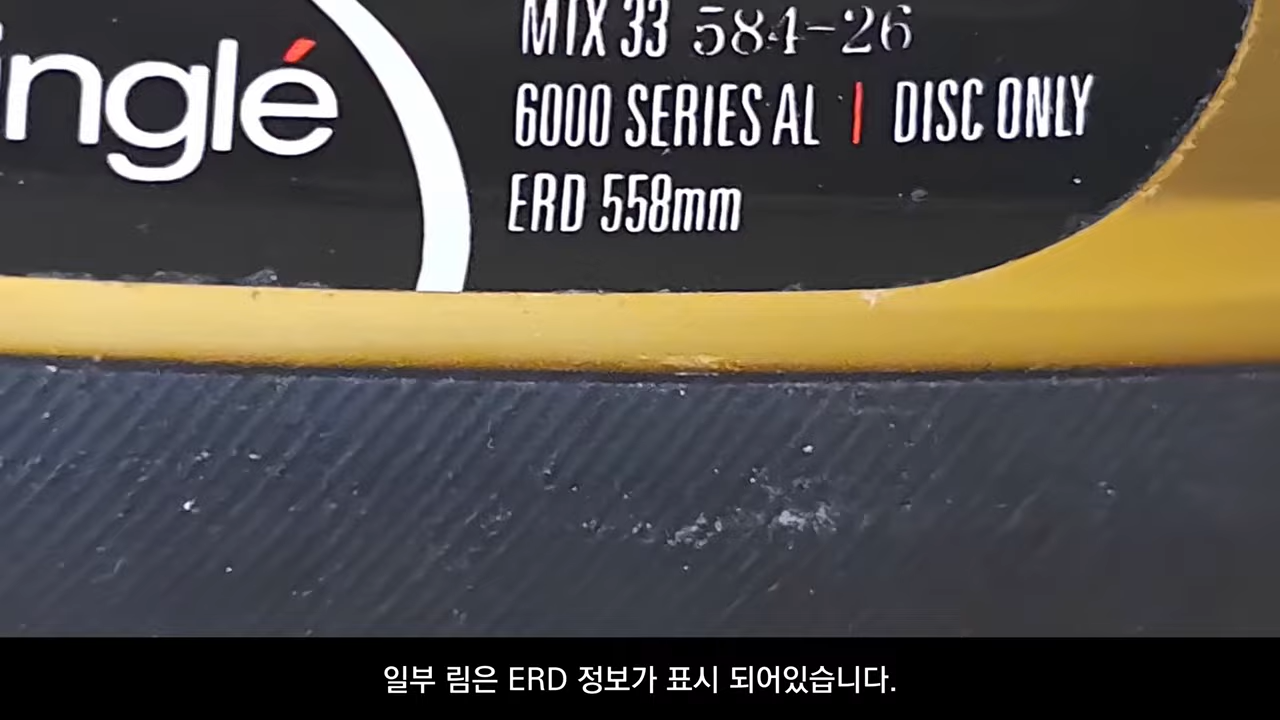 inglé
MTX 33 584-26
6000 SERIES AL | DISC ONLY
ERD 558mm
일부 림은 ERD 정보가 표시 되어있습니다.